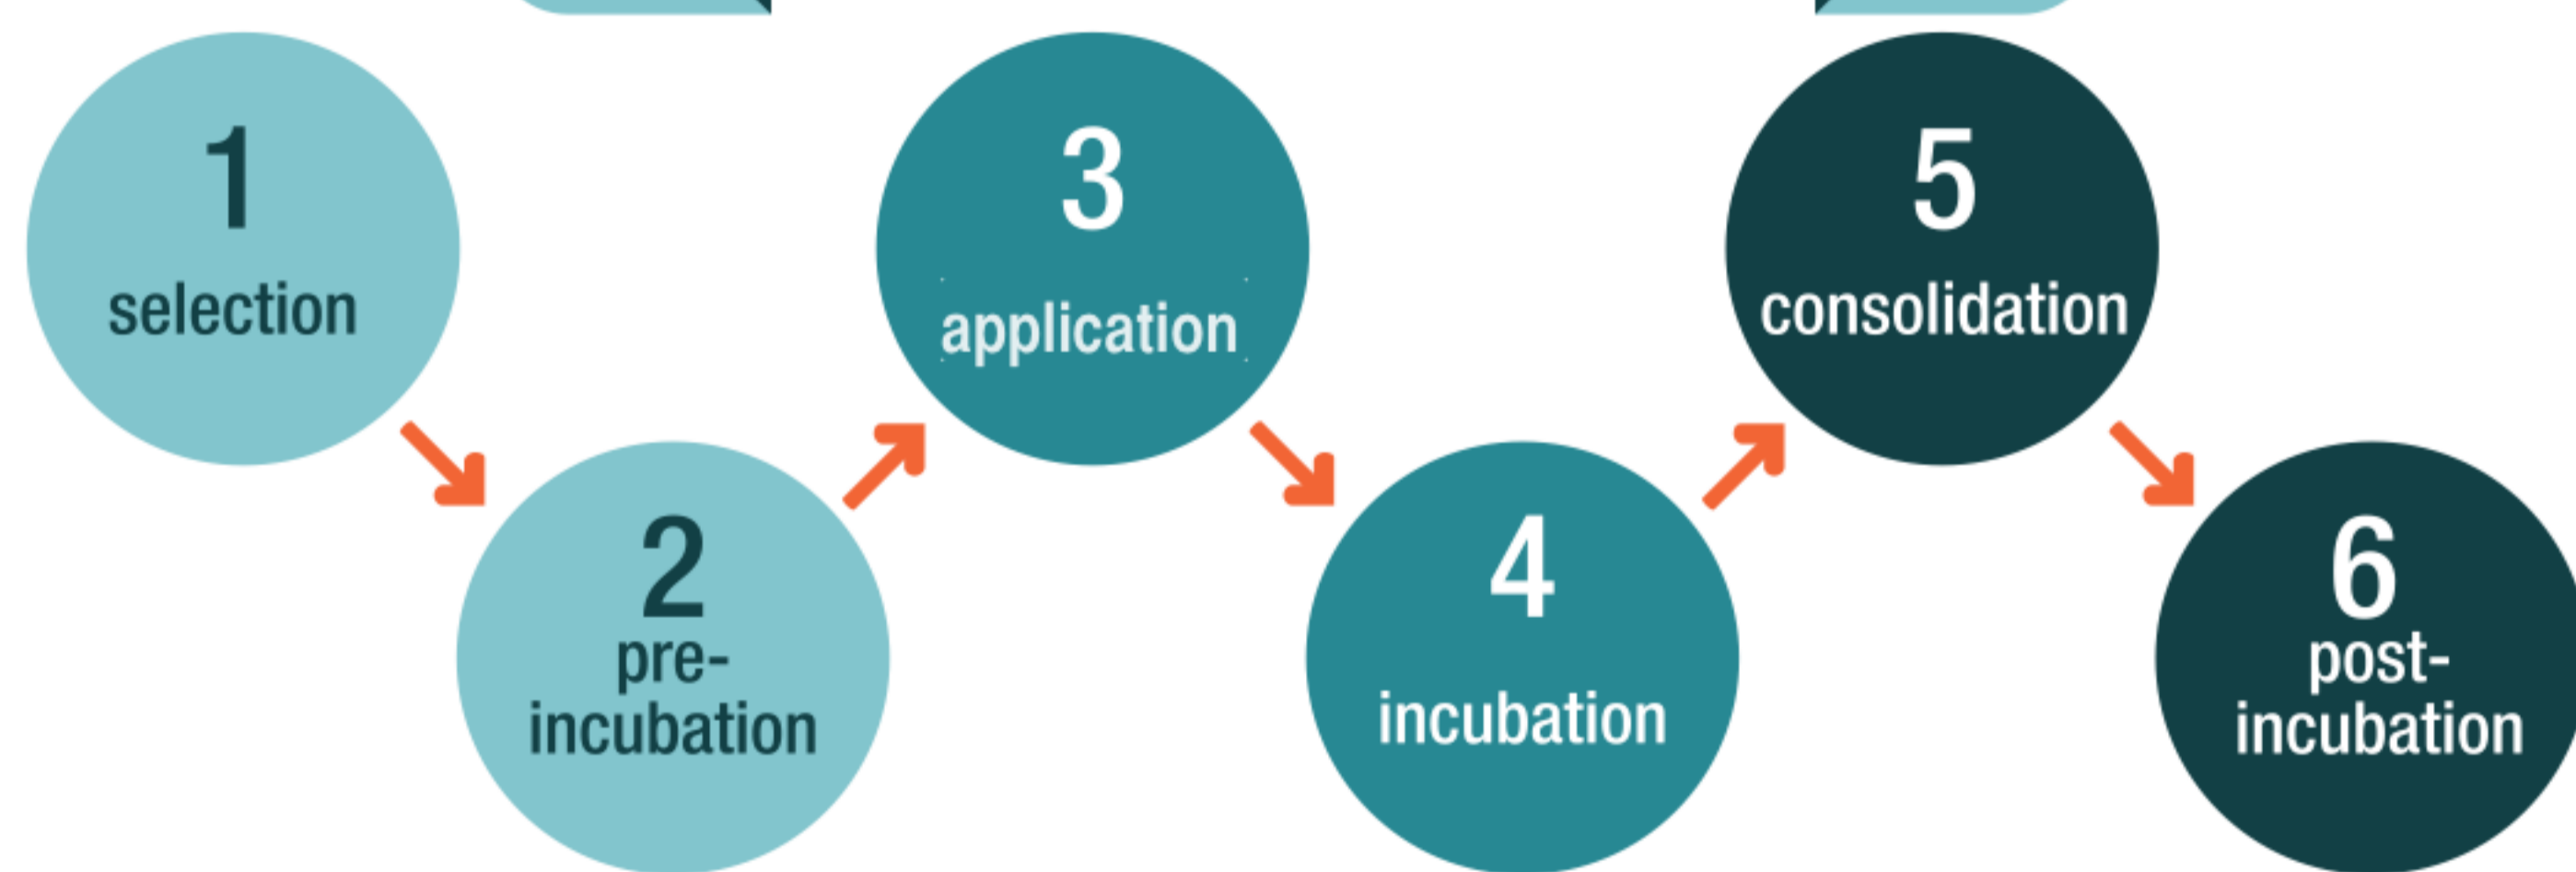 1
selection
2
pre-
incubation
3
application
4
incubation
5
consolidation
6
post-
incubation